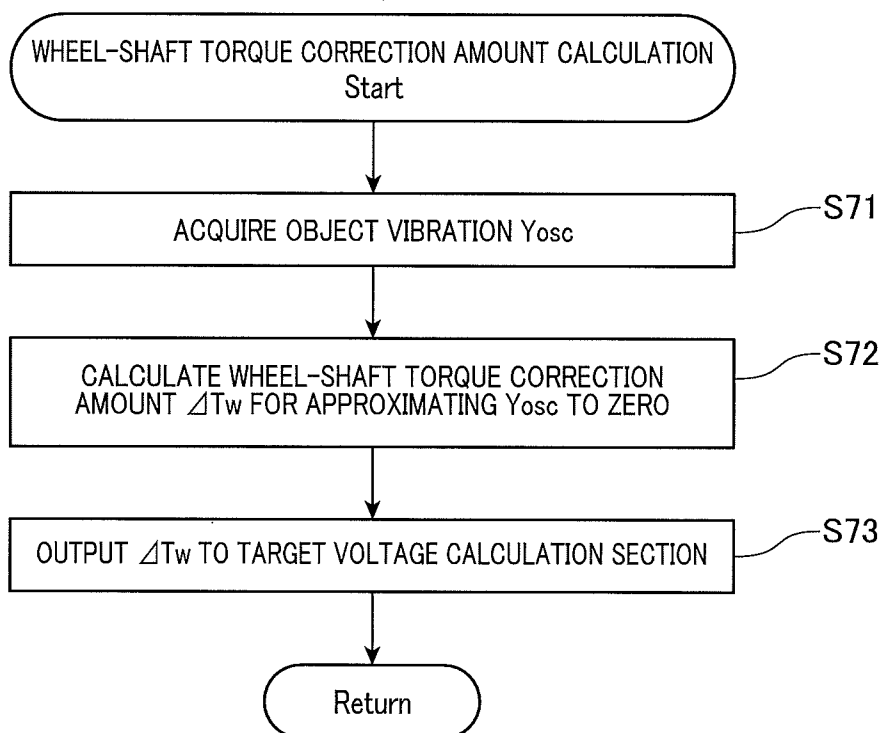 WHEEL-SHAFT TORQUE CORRECTION AMOUNT CALCULATION
Start
ACQUIRE OBJECT VIBRATION Yosc
S71
CALCULATE WHEEL-SHAFT TORQUE CORRECTION
AMOUNT ⊿Tw FOR APPROXIMATING Yosc TO ZERO
S72
OUTPUT ⊿Tw TO TARGET VOLTAGE CALCULATION SECTION
S73
Return